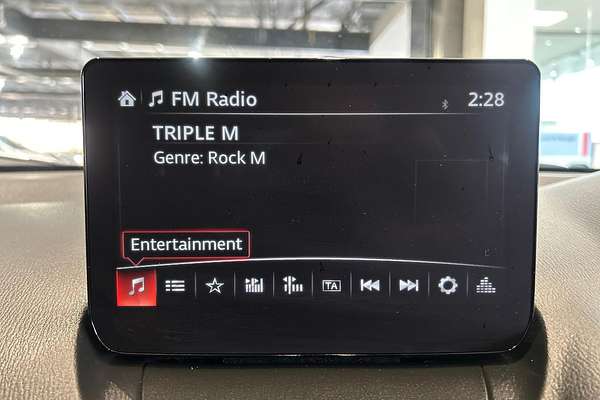 FM Radio
2:28
TRIPLE M
Genre: Rock M
Entertainment
TA